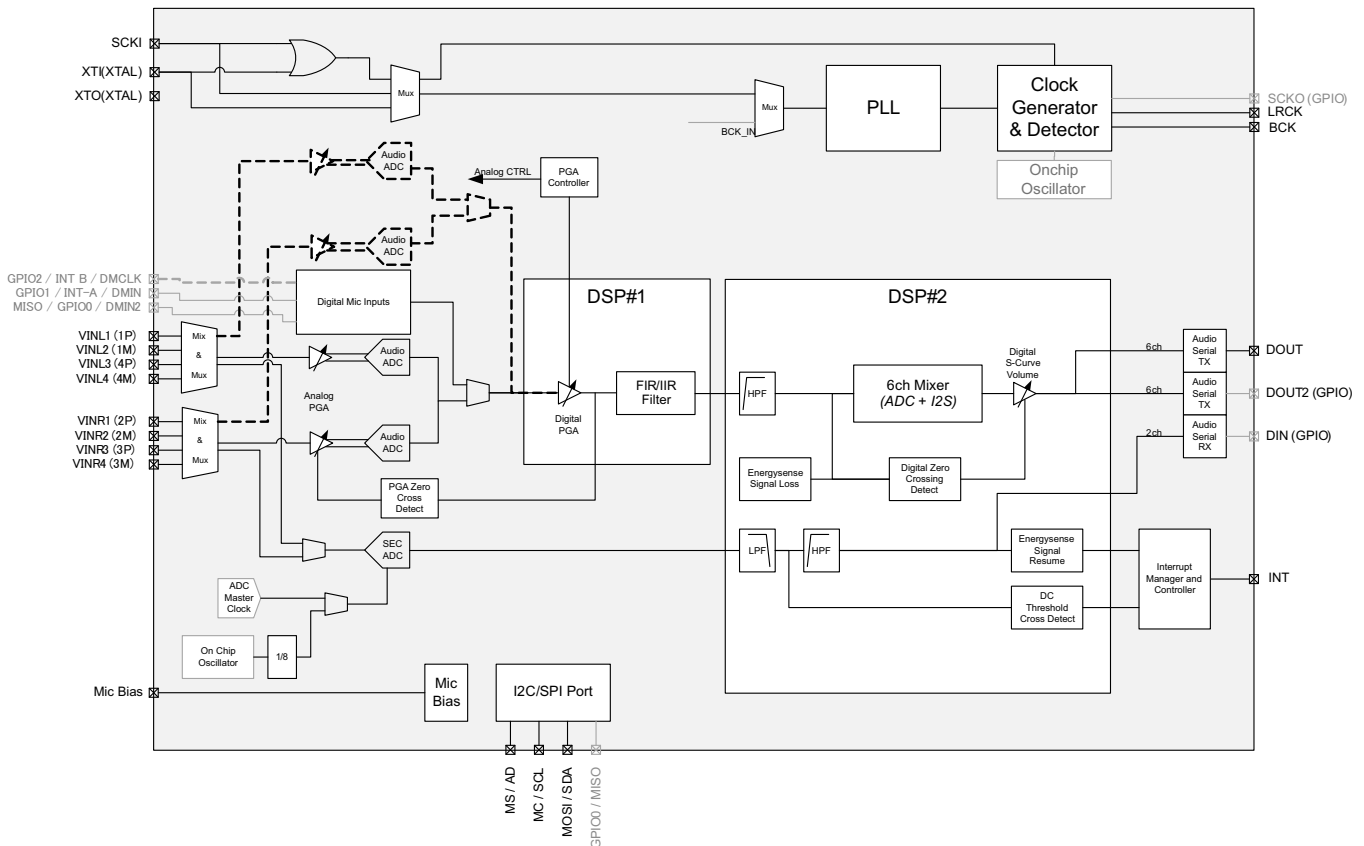 SCKI
XTI(XTAL)
XTO(XTAL)
Mux
Mux
BCK_IN
PLL
Clock
Generator
& Detector
SCKO (GPIO)
LRCK
BCK
Onchip
Oscillator
Audio
ADC
Analog CTRL
PGA
Controller
Audio
ADC
GPIO2 / INT B / DMCLK
GPIO1 / INT-A / DMIN
MISO / GPIO0 / DMIN2
Digital Mic Inputs
DSP#1
DSP#2
VINL1 (1P)
VINL2 (1M)
VINL3 (4P)
VINL4 (4M)
Mix
&
Mux
Audio
ADC
Analog
PGA
Digital
PGA
FIR/IIR
Filter
HPF
6ch Mixer
(ADC + I2S)
Digital
S-Curve
Volume
6ch
Audio
Serial
TX
DOUT
6ch
Audio
Serial
TX
DOUT2 (GPIO)
2ch
Audio
Serial
RX
DIN (GPIO)
VINR1 (2P)
VINR2 (2M)
VINR3 (3P)
VINR4 (3M)
Mix
&
Mux
Audio
ADC
PGA Zero
Cross
Detect
Energysense
Signal Loss
Digital Zero
Crossing
Detect
SEC
ADC
LPF
HPF
Energysense
Signal
Resume
DC
Threshold
Cross Detect
Interrupt
Manager and
Controller
INT
ADC
Master
Clock
On Chip
Oscillator
1/8
Mic Bias
Mic
Bias
I2C/SPI Port
MS / AD
MC / SCL
MOSI / SDA
GPIO0 / MISO